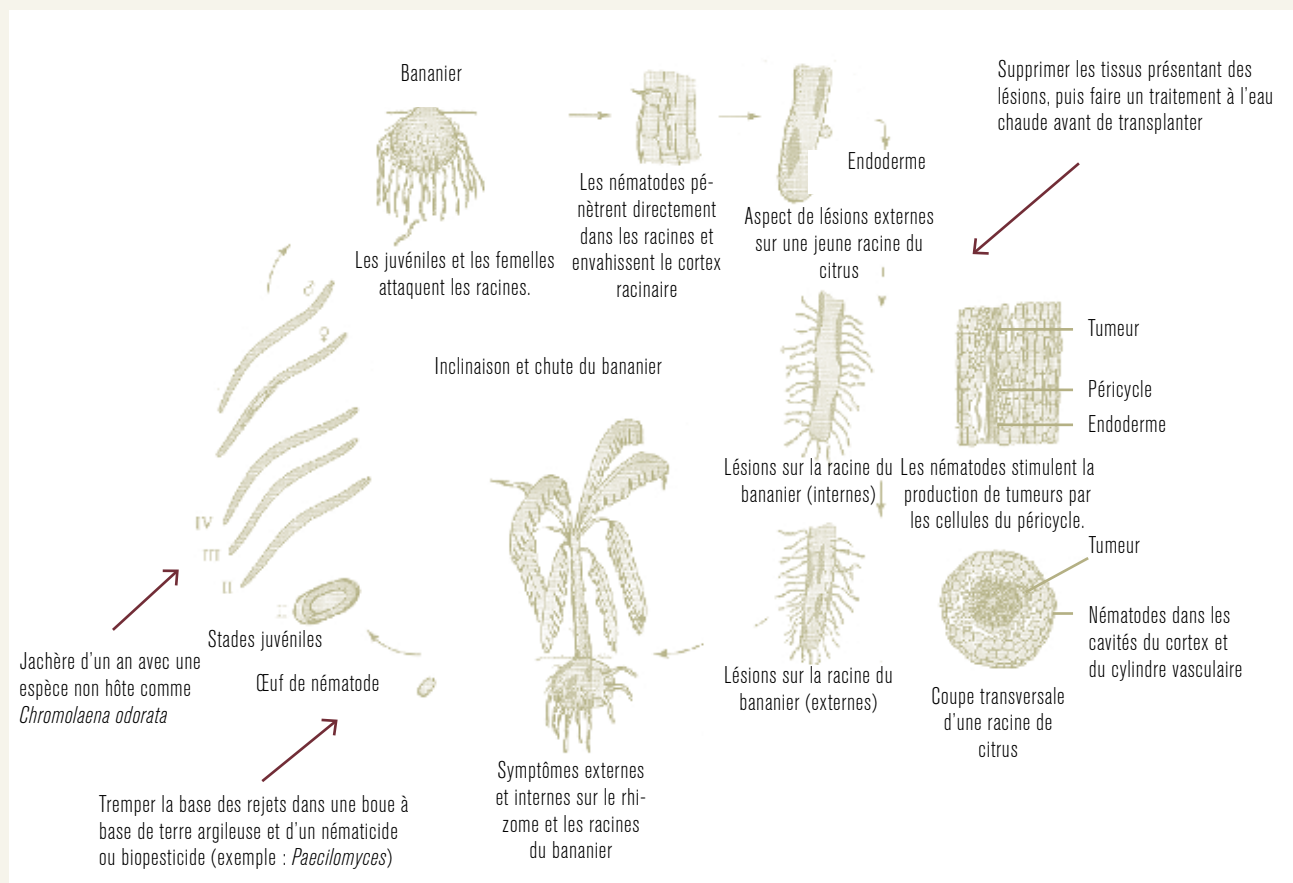 Bananier
Les juvéniles et les femelles
attaquent les racines.
Les nématodes pé-
nètrent directement
dans les racines et
envahissent le cortex
racinaire
Aspect de lésions externes
sur une jeune racine du
citrus
Endoderme
Supprimer les tissus présentant des
lésions, puis faire un traitement à l'eau
chaude avant de transplanter
♂
♀
IV
III
II
Inclinaison et chute du bananier
Tumeur
Péricycle
Endoderme
Lésions sur la racine du
bananier (internes)
Les nématodes stimulent la
production de tumeurs par
les cellules du péricycle.
Tumeur
Nématodes dans les
cavités du cortex et
du cylindre vasculaire
Lésions sur la racine du
bananier (externes)
Coupe transversale
d'une racine de
citrus
Stades juvéniles
Œuf de nématode
Jachère d'un an avec une
espèce non hôte comme
Chromolaena odorata
Symptômes externes
et internes sur le rhi-
zome et les racines
du bananier
Tremper la base des rejets dans une boue à
base de terre argileuse et d'un nématicide
ou biopesticide (exemple : Paecilomyces)